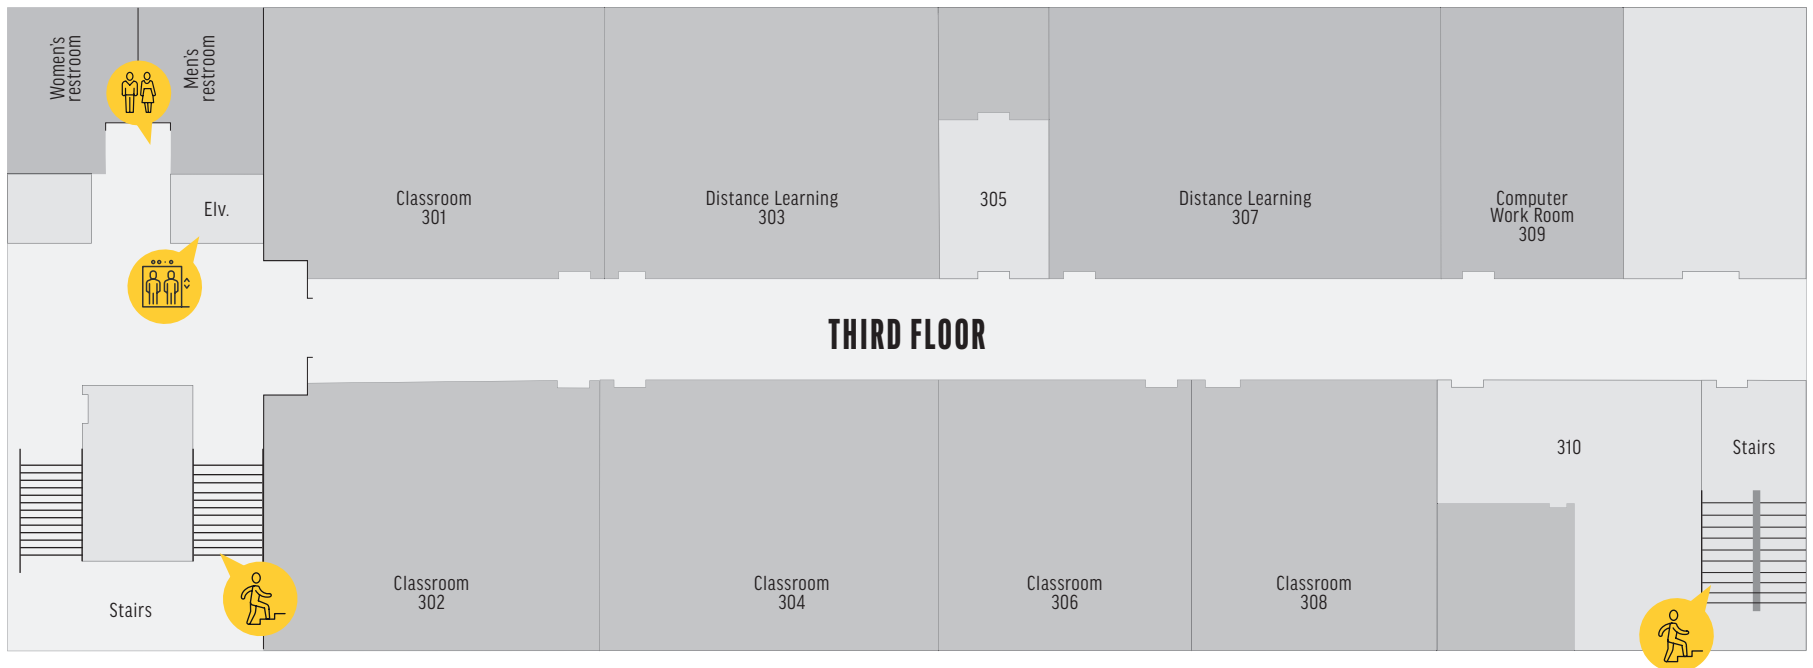 Women's
restroom
Men's
restroom
Elv.
Classroom
301
Distance Learning
303
305
Distance Learning
307
Computer
Work Room
309
THIRD FLOOR
310
Stairs
Classroom
302
Classroom
304
Classroom
306
Classroom
308
Stairs